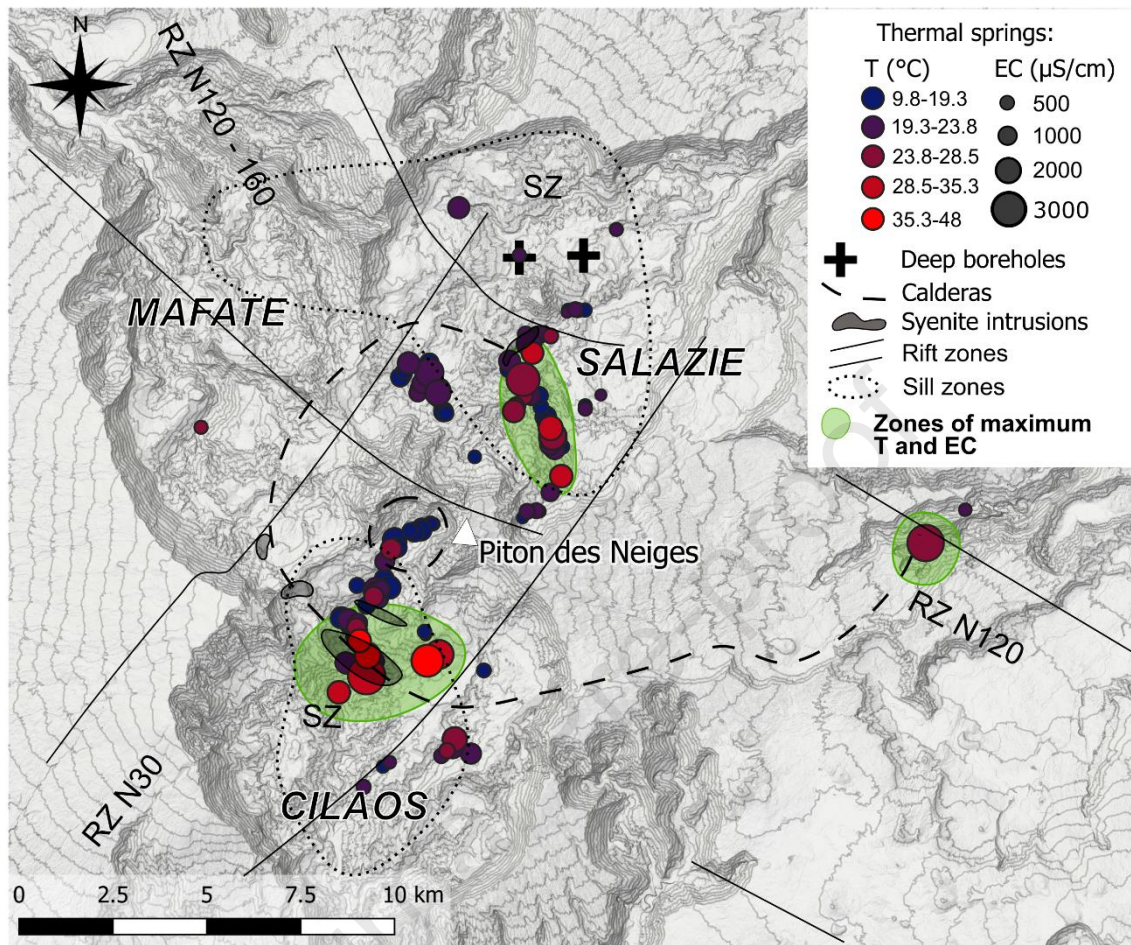 N
RZ N120 - 160
SZ
MAFATE
SALAZIE
Piton des Neiges
RZ N120
SZ
RZ N30
CILAOS
0 2.5 5 7.5 10 km
Thermal springs:
T (°C) EC (µS/cm)
9.8-19.3 500
19.3-23.8 1000
23.8-28.5 2000
28.5-35.3 3000
35.3-48
Deep boreholes
Calderas
Syenite intrusions
Rift zones
Sill zones
Zones of maximum
T and EC